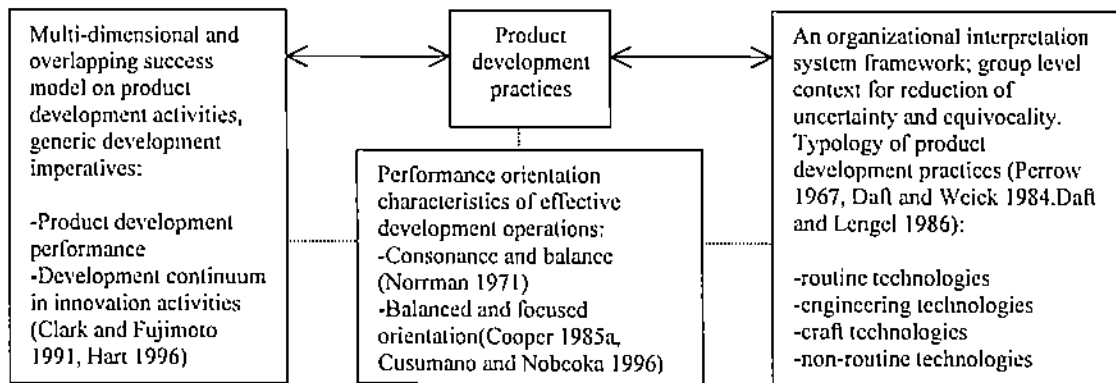 Multi-dimensional and
overlapping success
model on product
development activities,
generic development
imperatives:
-Product development
performance
-Development continuum
in innovation activities
(Clark and Fujimoto
1991, Hart 1996)
Product
development
practices
Performance orientation
characteristics of effective
development operations:
-Consonance and balance
(Norrman 1971)
-Balanced and focused
orientation(Cooper 1985a,
Cusumano and Nobeoka 1996)
An organizational interpretation
system framework; group level
context for reduction of
uncertainty and equivocality.
Typology of product
development practices (Perrow
1967, Daft and Weick 1984.Daft
and Lengel 1986):
-routine technologies
-engineering technologies
-craft technologies
-non-routine technologies